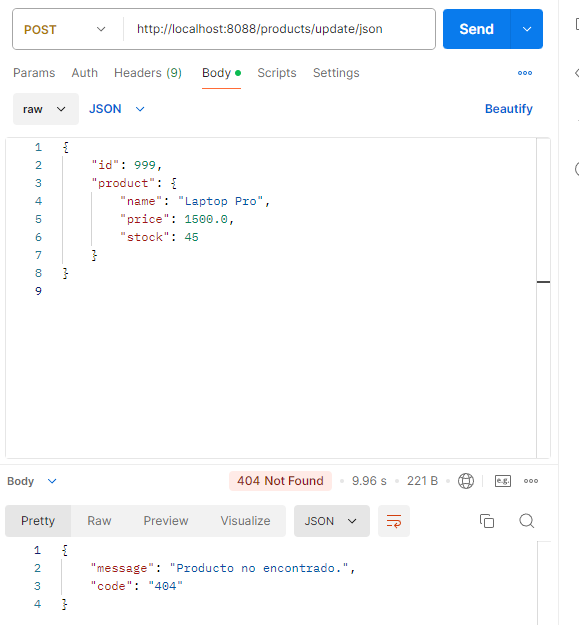 POST http://localhost:8088/products/update/json Send
Params Auth Headers (9) Body Scripts Settings
raw JSON Beautify
1 {
2 "id": 999,
3 "product": {
4 "name": "Laptop Pro",
5 "price": 1500.0,
6 "stock": 45
7 }
8 }
9
Body 404 Not Found 9.96 s 221 B e.g.
Pretty Raw Preview Visualize JSON
1 {
2 "message": "Producto no encontrado.",
3 "code": "404"
4 }